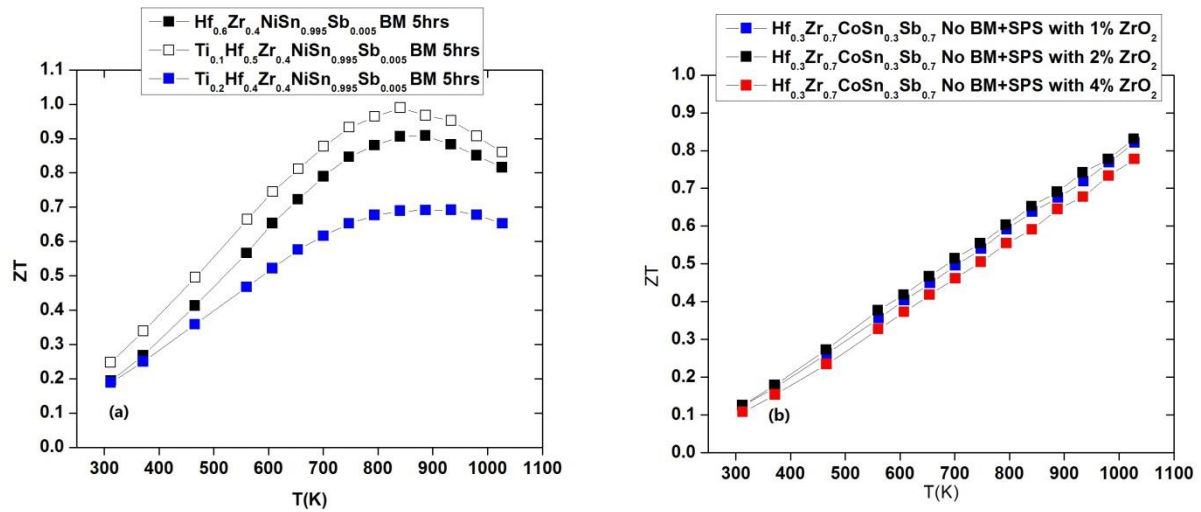 Hf0.6Zr0.4NiSn0.995Sb0.005BM 5hrs
Ti0.1Hf0.5Zr0.4NiSn0.995Sb0.005BM 5hrs
Ti0.2Hf0.4Zr0.4NiSn0.995Sb0.005BM 5hrs
1.1
1.0
0.9
0.8
0.7
0.6
0.5
0.4
0.3
0.2
0.1
0.0
ZT
(a)
300 400 500 600 700 800 900 1000 1100
T(K)
Hf0.3Zr0.7CoSn0.3Sb0.7 No BM+SPS with 1% ZrO2
Hf0.3Zr0.7CoSn0.3Sb0.7 No BM+SPS with 2% ZrO2
Hf0.3Zr0.7CoSn0.3Sb0.7 No BM+SPS with 4% ZrO2
1.0
0.9
0.8
0.7
0.6
0.5
0.4
0.3
0.2
0.1
0.0
ZT
(b)
300 400 500 600 700 800 900 1000 1100
T(K)